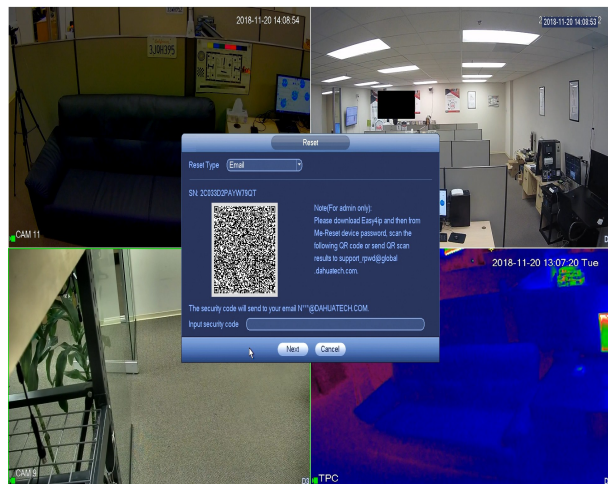 2018-11-20 14:08:54
2018-11-20 14:08:53
3J0H395
Reset
Reset Type
Email
SN: 2C033D2PAYW79QT
Note(For admin only):
Please download Easy4ip and then from
Me-Reset device password, scan the
following QR code or send QR scan
results to support_rpwd@global
.dahuatech.com.
The security code will send to your email N***@DAHUATECH.COM.
Input security code
Next
Cancel
CAM 11
D
2018-11-20 13:07:20 Tue
CAM 9
D3
TPC
D